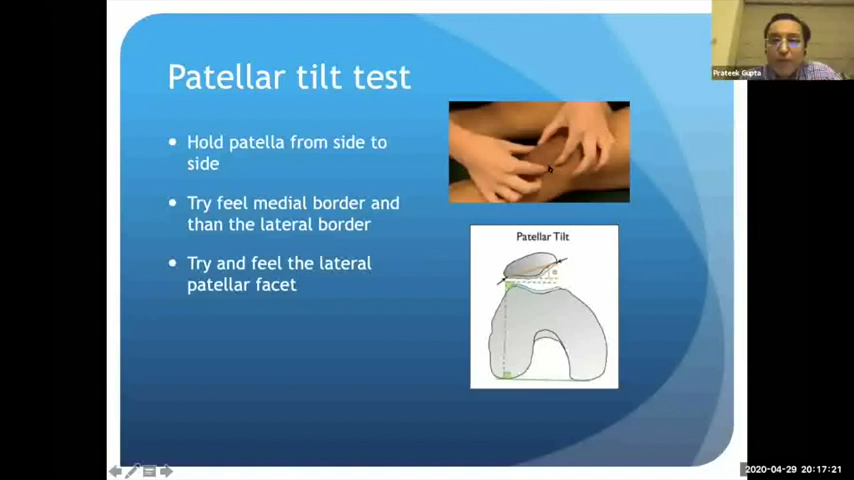 Prateek Gupta
Patellar tilt test
Hold patella from side to
side
Try feel medial border and
than the lateral border
Try and feel the lateral
patellar facet
Patellar Tilt
2020-04-29 20:17:21